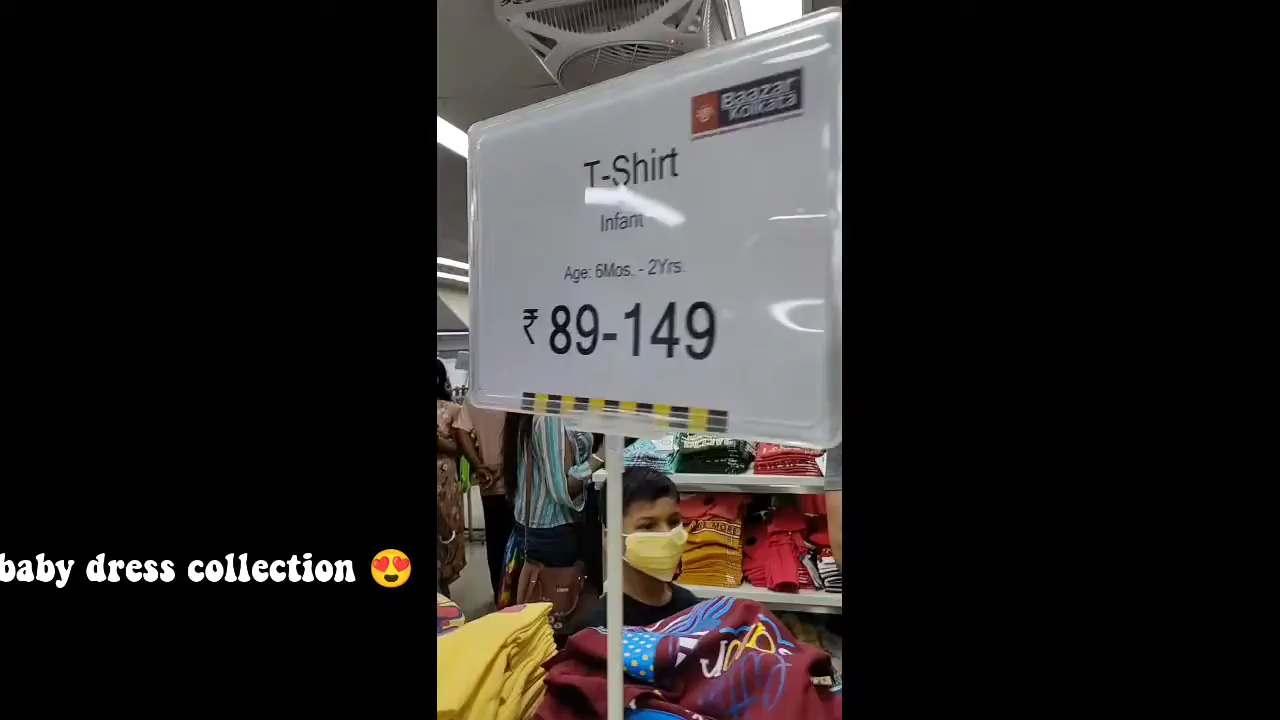 Baazar
Kolkata
T-Shirt
Infant
Age: 6Mos. - 2Yrs.
₹ 89-149
baby dress collection 😍